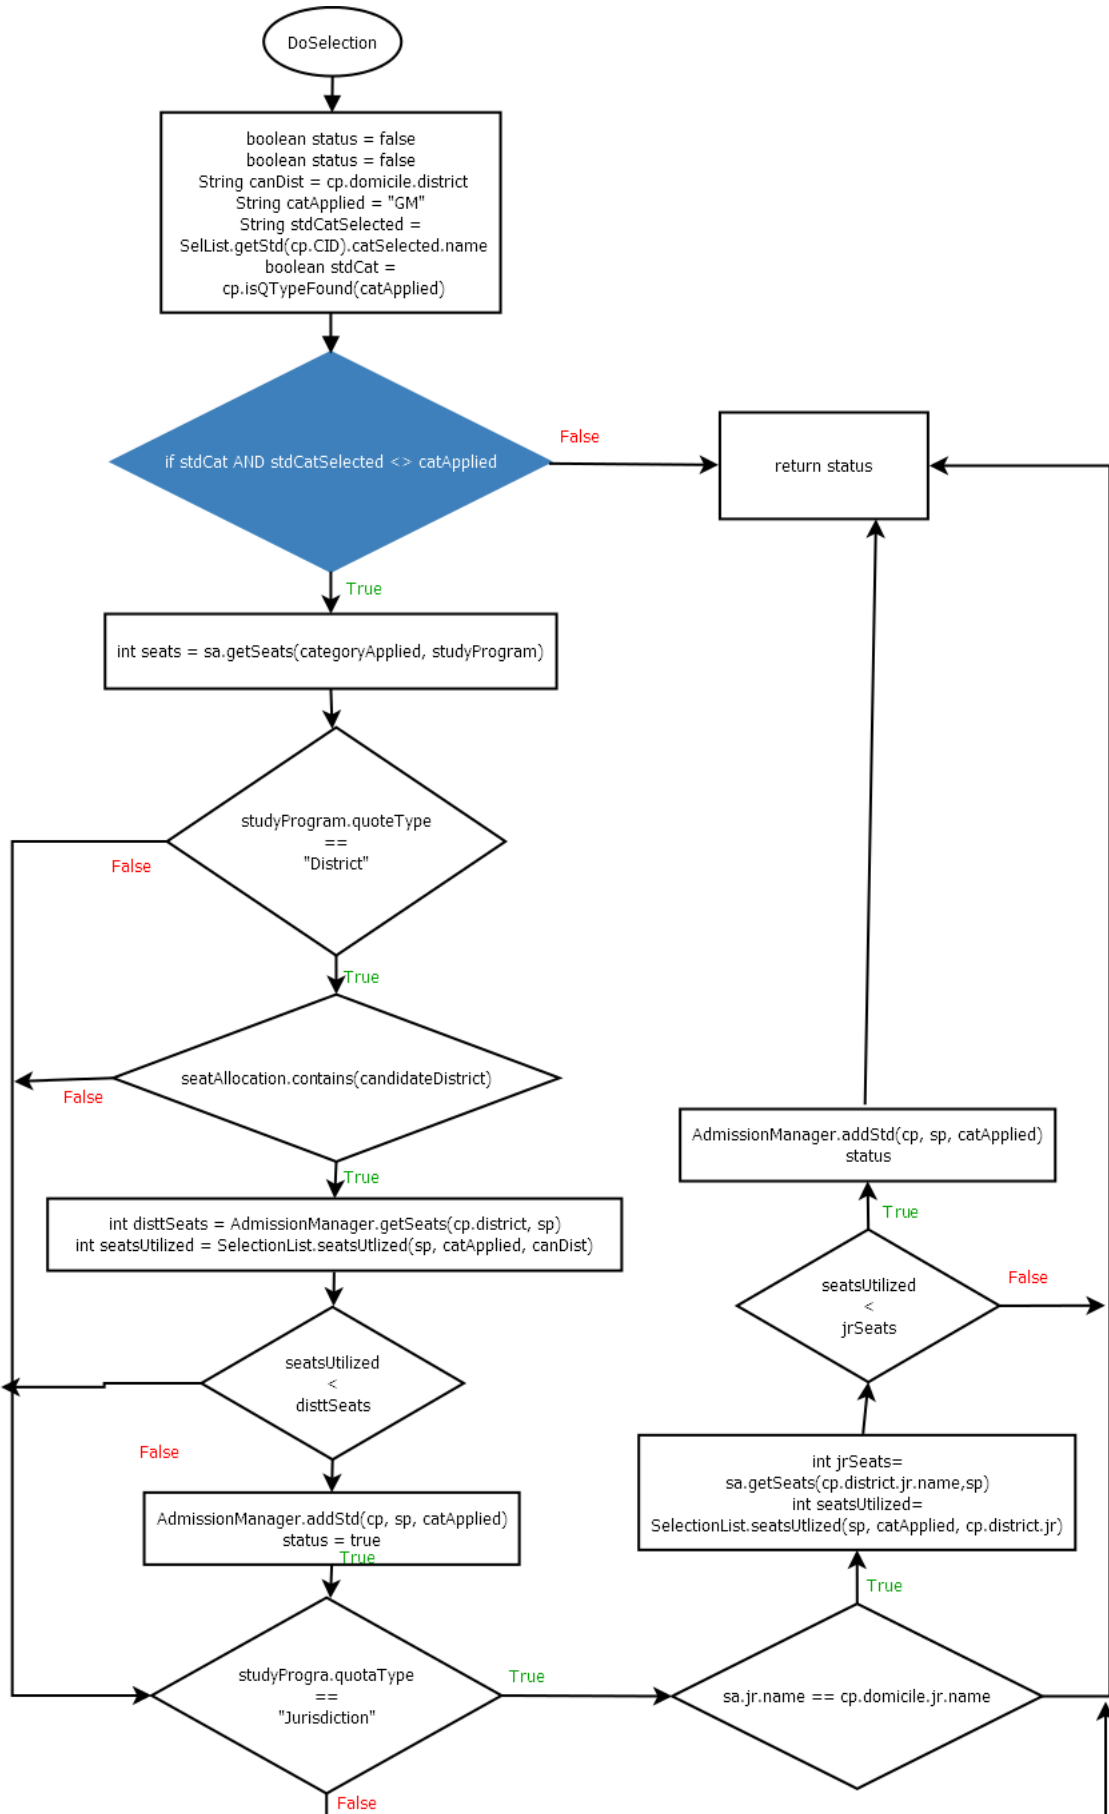 DoSelection
boolean status = false
boolean status = false
String canDist = cp.domicile.district
String catApplied = "GM"
String stdCatSelected =
SelList.getStd(cp.CID).catSelected.name
boolean stdCat =
cp.isQTypeFound(catApplied)
if stdCat AND stdCatSelected <> catApplied
False
return status
True
int seats = sa.getSeats(categoryApplied, studyProgram)
studyProgram.quoteType
==
"District"
False
True
seatAllocation.contains(candidateDistrict)
False
True
int disttSeats = AdmissionManager.getSeats(cp.district, sp)
int seatsUtilized = SelectionList.seatsUtlized(sp, catApplied, canDist)
seatsUtilized
<
disttSeats
False
AdmissionManager.addStd(cp, sp, catApplied)
status = true
True
studyProgra.quotaType
==
"Jurisdiction"
True
False
sa.jr.name == cp.domicile.jr.name
True
int jrSeats=
sa.getSeats(cp.district.jr.name,sp)
int seatsUtilized=
SelectionList.seatsUtlized(sp, catApplied, cp.district.jr)
seatsUtilized
<
jrSeats
False
True
AdmissionManager.addStd(cp, sp, catApplied)
status